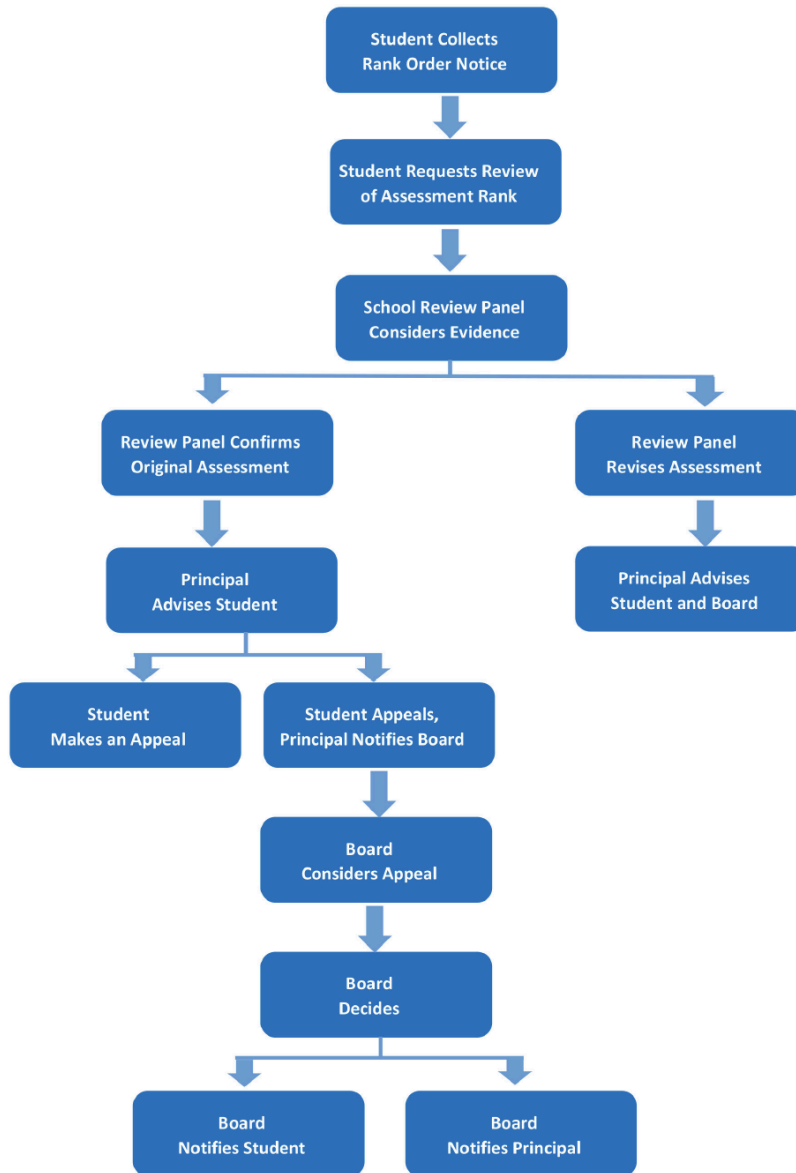 Student Collects
Rank Order Notice
Student Requests Review
of Assessment Rank
School Review Panel
Considers Evidence
Review Panel Confirms
Original Assessment
Review Panel
Revises Assessment
Principal
Advises Student
Principal Advises
Student and Board
Student
Makes an Appeal
Student Appeals,
Principal Notifies Board
Board
Considers Appeal
Board
Decides
Board
Notifies Student
Board
Notifies Principal